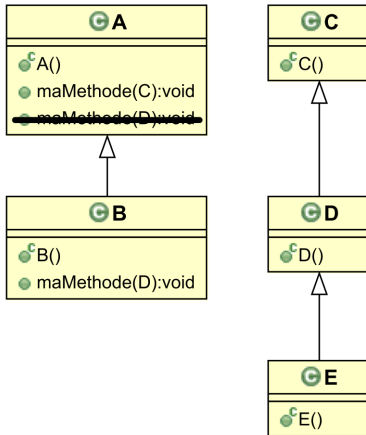 A
A()
maMethode(C):void
maMethode(D):void
B
B()
maMethode(D):void
C
C()
D
D()
E
E()